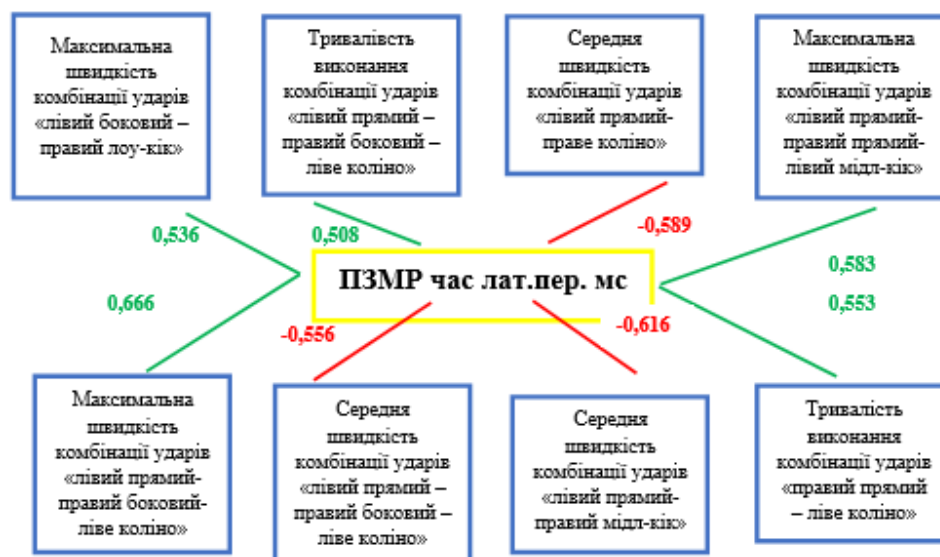 Максимальна
швидкість
комбінації ударів
«лівий боковий –
правий лоу-кік»
Тривалівсть
виконання
комбінації ударів
«лівий прямий –
правий боковий –
ліве коліно»
Середня
швидкість
комбінації ударів
«лівий прямий-
праве коліно»
Максимальна
швидкість
комбінації ударів
«лівий прямий-
правий прямий-
лівий мідл-кік»
0,536
0,508
-0,589
0,583
ПЗМР час лат.пер. мс
0,666
-0,556
-0,616
0,553
Максимальна
швидкість
комбінації ударів
«лівий прямий-
правий боковий-
ліве коліно»
Середня
швидкість
комбінації ударів
«лівий прямий –
правий боковий –
ліве коліно»
Середня
швидкість
комбінації ударів
«лівий прямий-
правий мідл-кік»
Тривалість
виконання
комбінації ударів
«правий прямий
– ліве коліно»